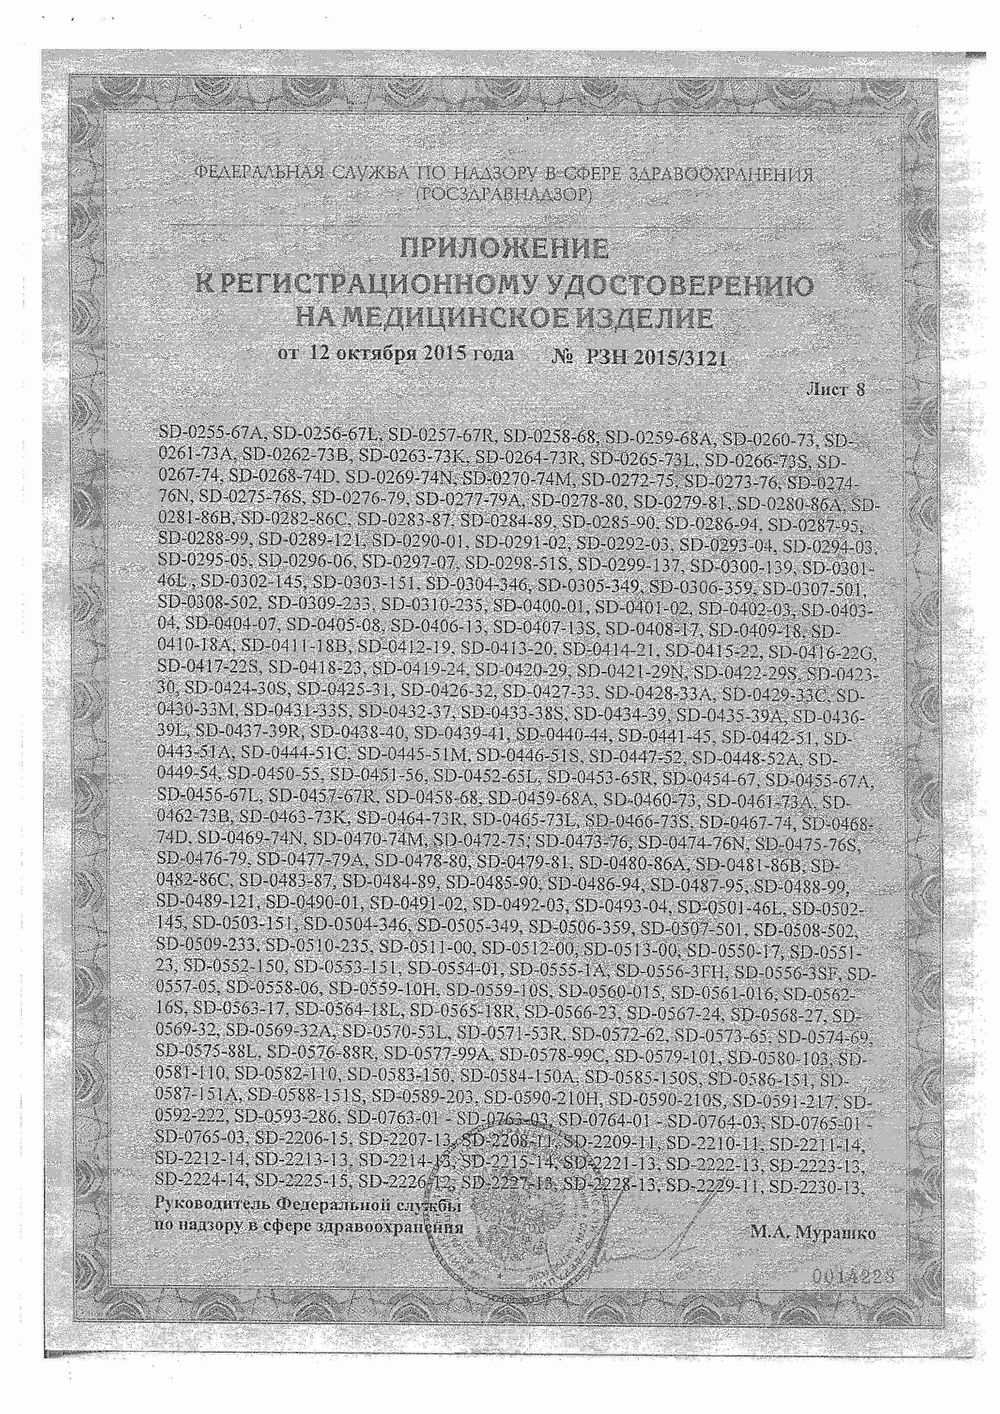 ФЕДЕРАЛЬНАЯ СЛУЖБА ПО НАДЗОРУ В СФЕРЕ ЗДРАВООХРАНЕНИЯ
(РОСЗДРАВНАДЗОР)
ПРИЛОЖЕНИЕ
К РЕГИСТРАЦИОННОМУ УДОСТОВЕРЕНИЮ
НА МЕДИЦИНСКОЕ ИЗДЕЛИЕ
от 12 октября 2015 года № РЗН 2015/3121
Лист 8
SD-0255-67A, SD-0256-67L, SD-0257-67R, SD-0258-68, SD-0259-68A, SD-0260-73, SD-
0261-73A, SD-0262-73B, SD-0263-73K, SD-0264-73R, SD-0265-73L, SD-0266-73S, SD-
0267-74, SD-0268-74D, SD-0269-74N, SD-0270-74M, SD-0272-75, SD-0273-76, SD-0274-
76N, SD-0275-76S, SD-0276-79, SD-0277-79A, SD-0278-80, SD-0279-81, SD-0280-86A, SD-
0281-86B, SD-0282-86C, SD-0283-87, SD-0284-89, SD-0285-90, SD-0286-94, SD-0287-95,
SD-0288-99, SD-0289-121, SD-0290-01, SD-0291-02, SD-0292-03, SD-0293-04, SD-0294-03,
SD-0295-05, SD-0296-06, SD-0297-07, SD-0298-51S, SD-0299-137, SD-0300-139, SD-0301-
46L , SD-0302-145, SD-0303-151, SD-0304-346, SD-0305-349, SD-0306-359, SD-0307-501,
SD-0308-502, SD-0309-233, SD-0310-235, SD-0400-01, SD-0401-02, SD-0402-03, SD-0403-
04, SD-0404-07, SD-0405-08, SD-0406-13, SD-0407-13S, SD-0408-17, SD-0409-18, SD-
0410-18A, SD-0411-18B, SD-0412-19, SD-0413-20, SD-0414-21, SD-0415-22, SD-0416-22G,
SD-0417-22S, SD-0418-23, SD-0419-24, SD-0420-29, SD-0421-29N, SD-0422-29S, SD-0423-
30, SD-0424-30S, SD-0425-31, SD-0426-32, SD-0427-33, SD-0428-33A, SD-0429-33C, SD-
0430-33M, SD-0431-33S, SD-0432-37, SD-0433-38S, SD-0434-39, SD-0435-39A, SD-0436-
39L, SD-0437-39R, SD-0438-40, SD-0439-41, SD-0440-44, SD-0441-45, SD-0442-51, SD-
0443-51A, SD-0444-51C, SD-0445-51M, SD-0446-51S, SD-0447-52, SD-0448-52A, SD-
0449-54, SD-0450-55, SD-0451-56, SD-0452-65L, SD-0453-65R, SD-0454-67, SD-0455-67A,
SD-0456-67L, SD-0457-67R, SD-0458-68, SD-0459-68A, SD-0460-73, SD-0461-73A, SD-
0462-73B, SD-0463-73K, SD-0464-73R, SD-0465-73L, SD-0466-73S, SD-0467-74, SD-0468-
74D, SD-0469-74N, SD-0470-74M, SD-0472-75, SD-0473-76, SD-0474-76N, SD-0475-76S,
SD-0476-79, SD-0477-79A, SD-0478-80, SD-0479-81, SD-0480-86A, SD-0481-86B, SD-
0482-86C, SD-0483-87, SD-0484-89, SD-0485-90, SD-0486-94, SD-0487-95, SD-0488-99,
SD-0489-121, SD-0490-01, SD-0491-02, SD-0492-03, SD-0493-04, SD-0501-46L, SD-0502-
145, SD-0503-151, SD-0504-346, SD-0505-349, SD-0506-359, SD-0507-501, SD-0508-502,
SD-0509-233, SD-0510-235, SD-0511-00, SD-0512-00, SD-0513-00, SD-0550-17, SD-0551-
23, SD-0552-150, SD-0553-151, SD-0554-01, SD-0555-1A, SD-0556-3FH, SD-0556-3SF, SD-
0557-05, SD-0558-06, SD-0559-10H, SD-0559-10S, SD-0560-015, SD-0561-016, SD-0562-
16S, SD-0563-17, SD-0564-18L, SD-0565-18R, SD-0566-23, SD-0567-24, SD-0568-27, SD-
0569-32, SD-0569-32A, SD-0570-53L, SD-0571-53R, SD-0572-62, SD-0573-65, SD-0574-69,
SD-0575-88L, SD-0576-88R, SD-0577-99A, SD-0578-99C, SD-0579-101, SD-0580-103, SD-
0581-110, SD-0582-110, SD-0583-150, SD-0584-150A, SD-0585-150S, SD-0586-151, SD-
0587-151A, SD-0588-151S, SD-0589-203, SD-0590-210H, SD-0590-210S, SD-0591-217, SD-
0592-222, SD-0593-286, SD-0763-01 - SD-0763-03, SD-0764-01 - SD-0764-03, SD-0765-01 -
SD-0765-03, SD-2206-15, SD-2207-13, SD-2208-11, SD-2209-11, SD-2210-11, SD-2211-14,
SD-2212-14, SD-2213-13, SD-2214-13, SD-2215-14, SD-2221-13, SD-2222-13, SD-2223-13,
SD-2224-14, SD-2225-15, SD-2226-12, SD-2227-13, SD-2228-13, SD-2229-11, SD-2230-13,
Руководитель Федеральной службы
по надзору в сфере здравоохранения
М.А. Мурашко
0014223